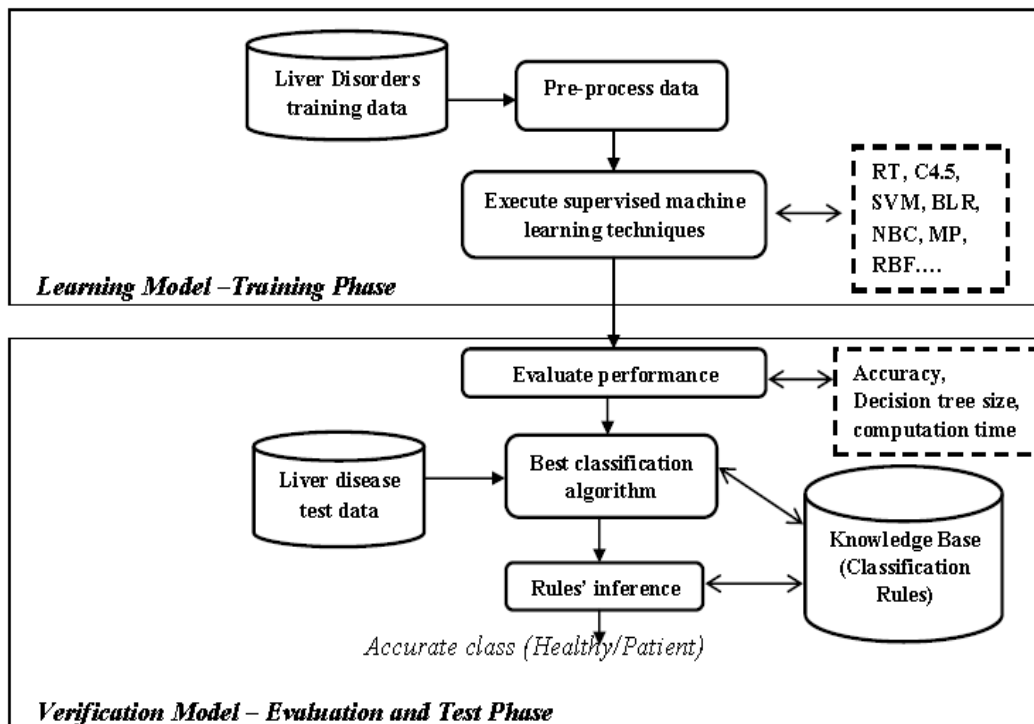 Liver Disorders
training data
Pre-process data
Execute supervised machine
learning techniques
RT, C4.5,
SVM, BLR,
NBC, MP,
RBF....
Learning Model –Training Phase
Evaluate performance
Accuracy,
Decision tree size,
computation time
Liver disease
test data
Best classification
algorithm
Knowledge Base
(Classification
Rules)
Rules’ inference
Accurate class (Healthy/Patient)
Verification Model – Evaluation and Test Phase